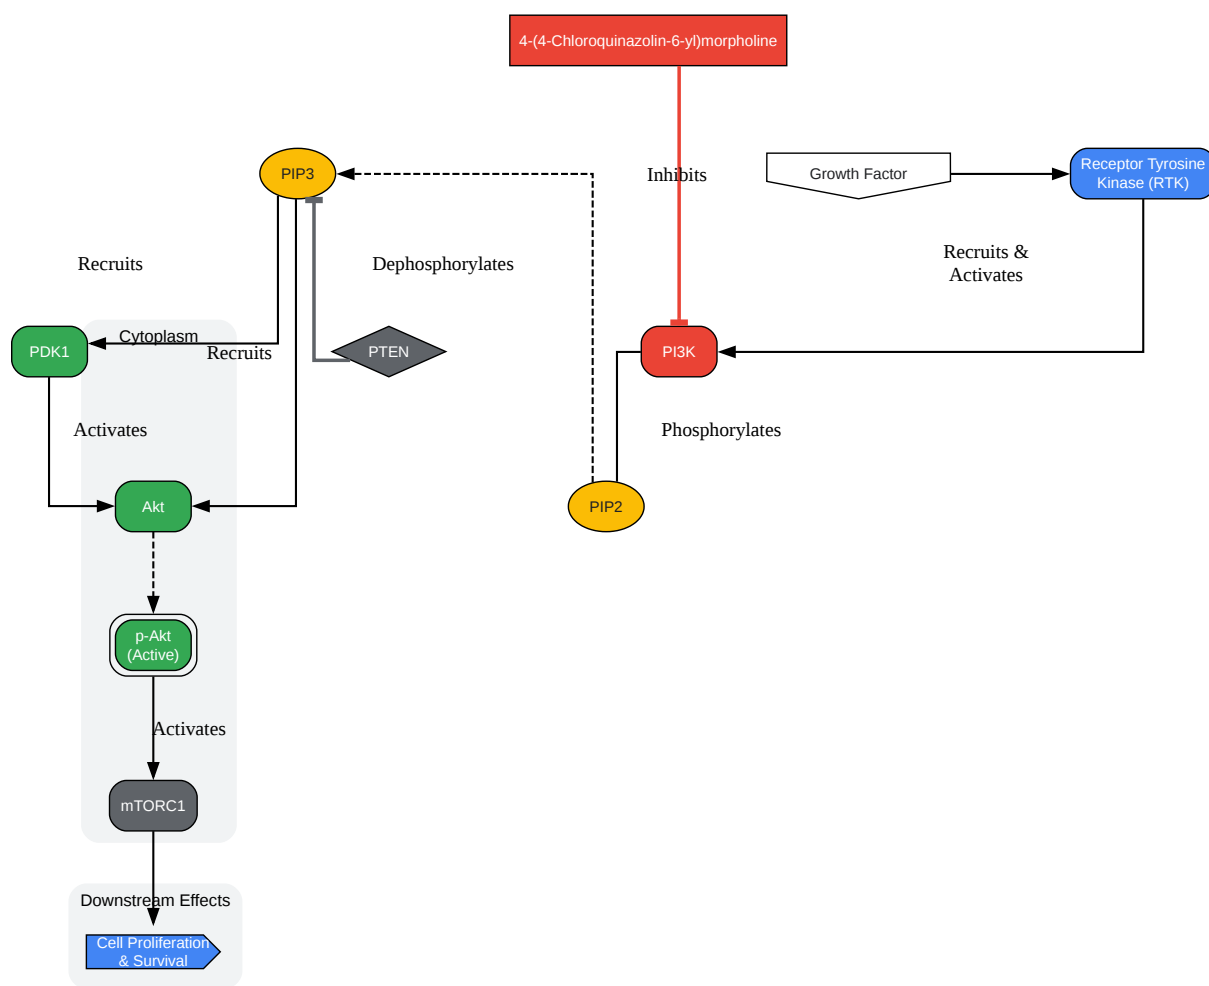 4-(4-Chloroquinazolin-6-yl)morpholine
PIP3
Inhibits
Growth Factor
Receptor Tyrosine
Kinase (RTK)
Recruits
Dephosphorylates
Recruits &
Activates
Cytoplasm
PDK1
Recruits
PTEN
PI3K
Activates
Phosphorylates
Akt
PIP2
p-Akt
(Active)
Activates
mTORC1
Downstream Effects
Cell Proliferation
& Survival